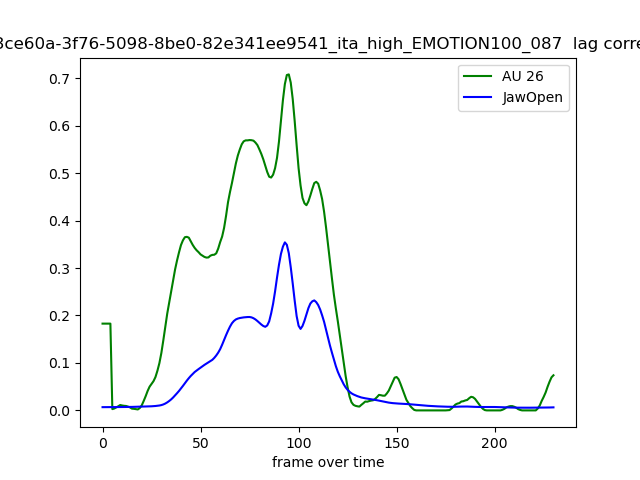 3ce60a-3f76-5098-8be0-82e341ee9541_ita_high_EMOTION100_087 lag corre
AU 26
JawOpen
0.7
0.6
0.5
0.4
0.3
0.2
0.1
0.0
0 50 100 150 200
frame over time